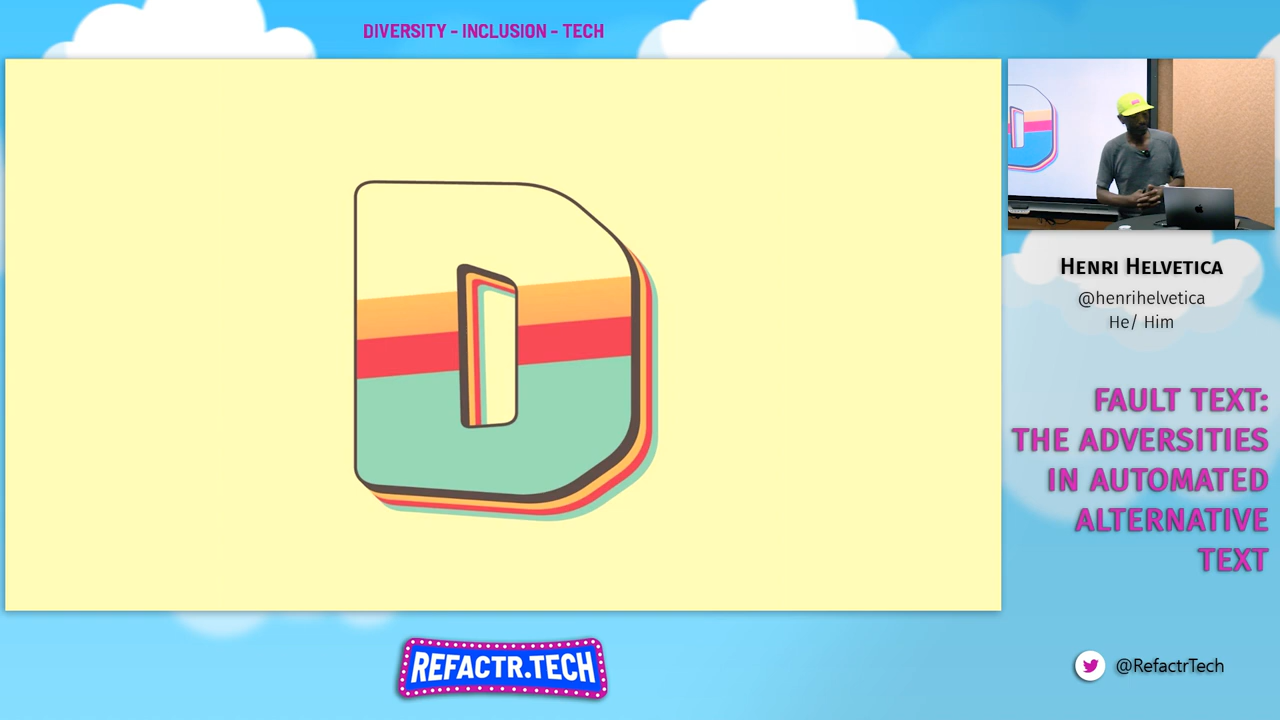 DIVERSITY - INCLUSION - TECH
D
HENRI HELVETICA
@henrihelvetica
He/ Him
FAULT TEXT:
THE ADVERSITIES
IN AUTOMATED
ALTERNATIVE
TEXT
REFACTR.TECH
@RefactrTech